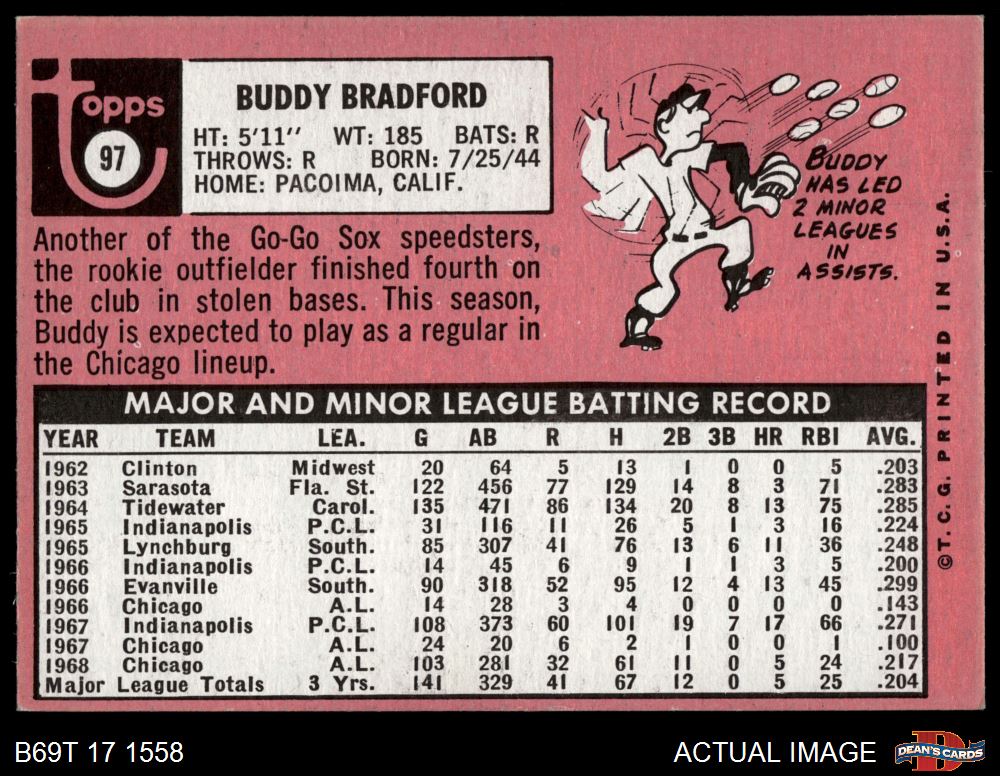 topps
97
BUDDY BRADFORD
HT: 5'11" WT: 185 BATS: R
THROWS: R BORN: 7/25/44
HOME: PACOIMA, CALIF.
Another of the Go-Go Sox speedsters,
the rookie outfielder finished fourth on
the club in stolen bases. This season,
Buddy is expected to play as a regular in
the Chicago lineup.
BUDDY
HAS LED
2 MINOR
LEAGUES
IN
ASSISTS.
©T.C.G. PRINTED IN U.S.A.
MAJOR AND MINOR LEAGUE BATTING RECORD
YEAR TEAM LEA. G AB R H 2B 3B HR RBI AVG.
1962 Clinton Midwest 20 64 5 13 1 0 0 5 .203
1963 Sarasota Fla. St. 122 456 77 129 14 8 3 71 .283
1964 Tidewater Carol. 135 471 86 134 20 8 13 75 .285
1965 Indianapolis P.C.L. 31 116 11 26 5 1 3 16 .224
1965 Lynchburg South. 85 307 41 76 13 6 11 36 .248
1966 Indianapolis P.C.L. 14 45 6 9 1 1 3 5 .200
1966 Evanville South. 90 318 52 95 12 4 13 45 .299
1966 Chicago A.L. 14 28 3 4 0 0 0 0 .143
1967 Indianapolis P.C.L. 108 373 60 101 19 7 17 66 .271
1967 Chicago A.L. 24 20 6 2 1 0 0 1 .100
1968 Chicago A.L. 103 281 32 61 11 0 5 24 .217
Major League Totals 3 Yrs. 141 329 41 67 12 0 5 25 .204
B69T 17 1558
ACTUAL IMAGE
DEAN'S CARDS